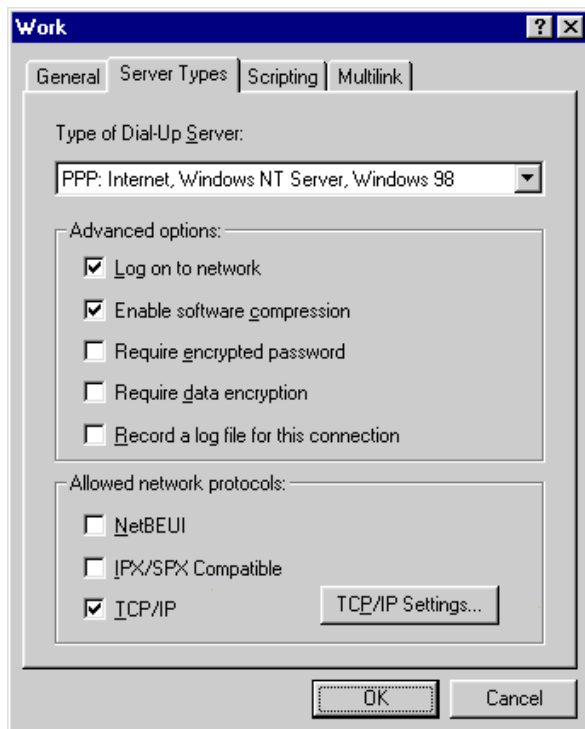 Work
General Server Types Scripting Multilink
Type of Dial-Up Server:
PPP: Internet, Windows NT Server, Windows 98
Advanced options:
Log on to network
Enable software compression
Require encrypted password
Require data encryption
Record a log file for this connection
Allowed network protocols:
NetBEUI
IPX/SPX Compatible
TCP/IP TCP/IP Settings...
OK Cancel